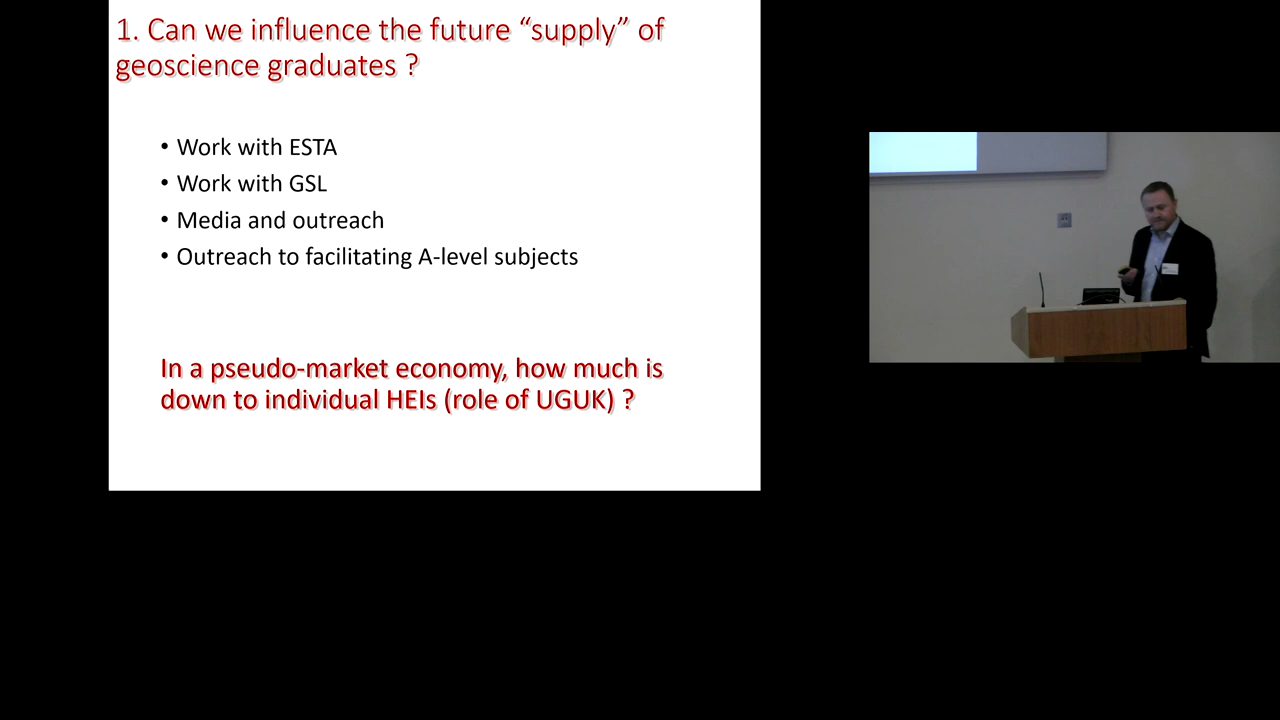 1. Can we influence the future “supply” of
geoscience graduates ?
• Work with ESTA
• Work with GSL
• Media and outreach
• Outreach to facilitating A-level subjects
In a pseudo-market economy, how much is
down to individual HEIs (role of UGUK) ?